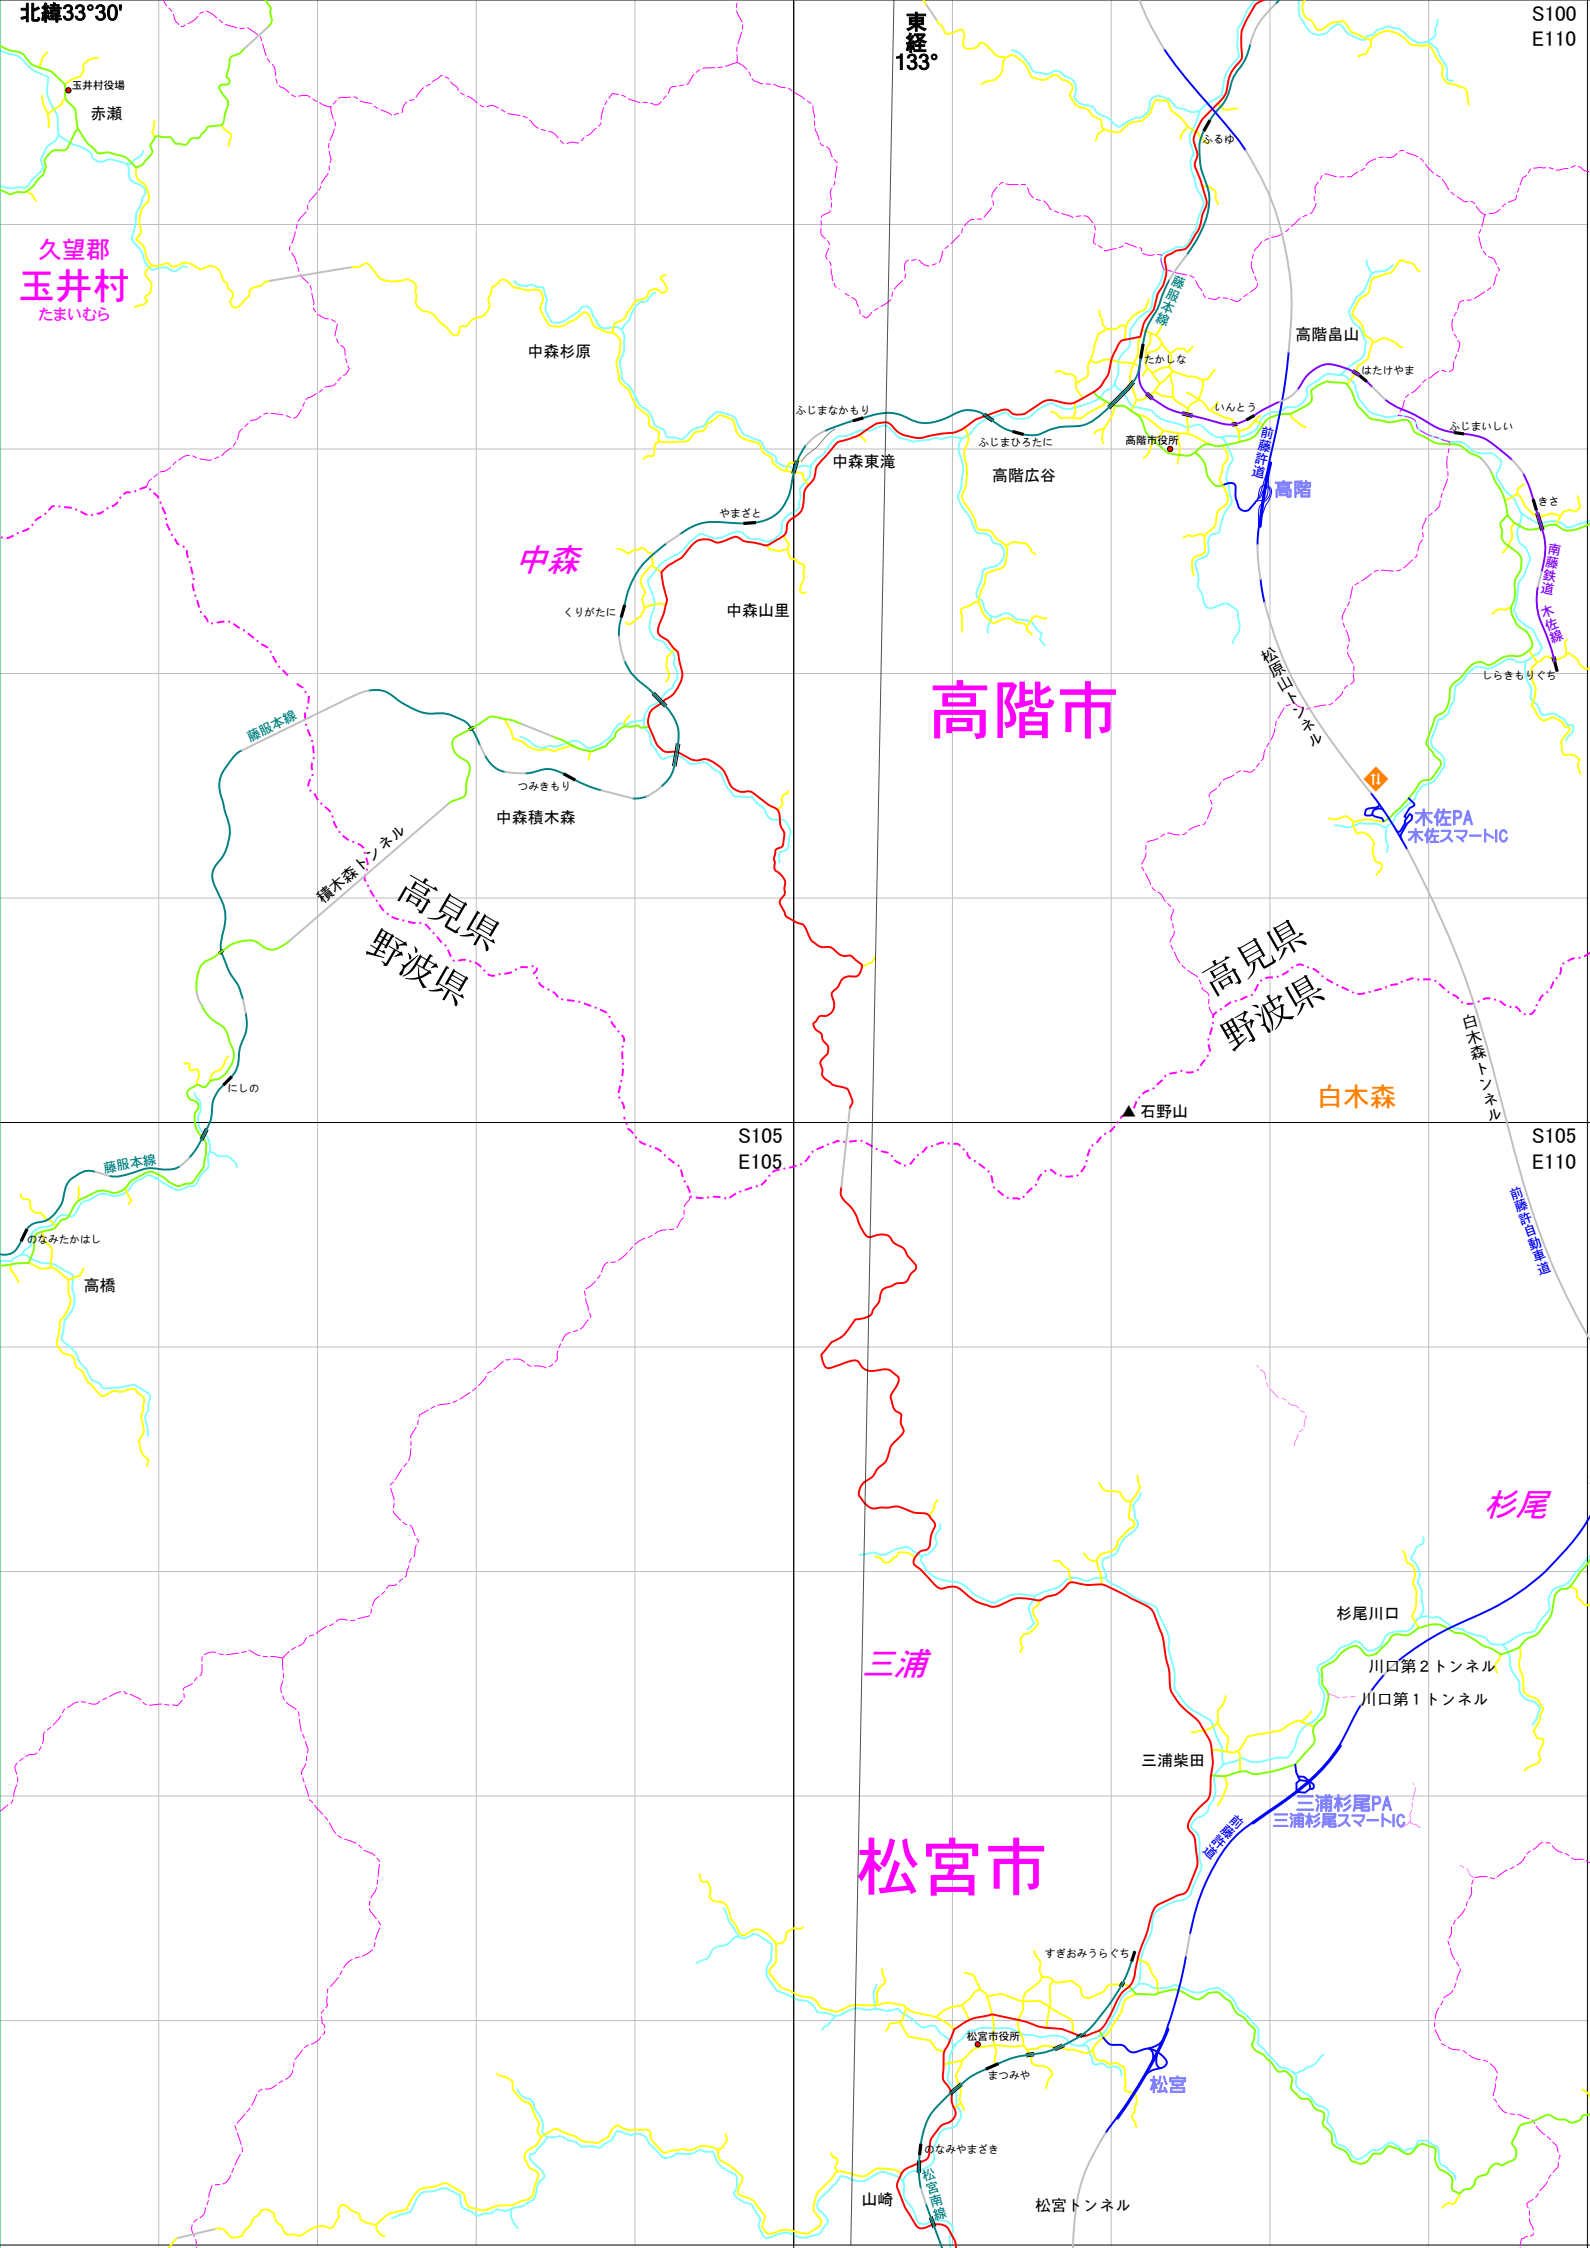 北緯33°30'
東経
133°
S100
E110
玉井村役場
赤瀬
ふるゆ
久望郡
玉井村
たまいむら
藤服本線
中森杉原
高階畠山
たかしな
はたけやま
ふじまなかもり
いんとう
ふじまひろたに
高階市役所
ふじまいしい
前藤許道
中森東滝
高階広谷
高階
きさ
やまざと
中森
南藤鉄道 木佐線
くりがたに
中森山里
松原山トンネル
しらきもりぐち
高階市
藤服本線
つみきもり
中森積木森
木佐PA
木佐スマートIC
積木森トンネル
高見県
野波県
高見県
野波県
白木森トンネル
にしの
白木森
石野山
S105
E105
S105
E110
藤服本線
前藤許自動車道
のなみたかはし
高橋
杉尾
杉尾川口
三浦
川口第2トンネル
川口第1トンネル
三浦柴田
三浦杉尾PA
三浦杉尾スマートIC
前藤許道
松宮市
すぎおみうらぐち
松宮市役所
まつみや
松宮
のなみやまざき
松宮南線
山崎
松宮トンネル